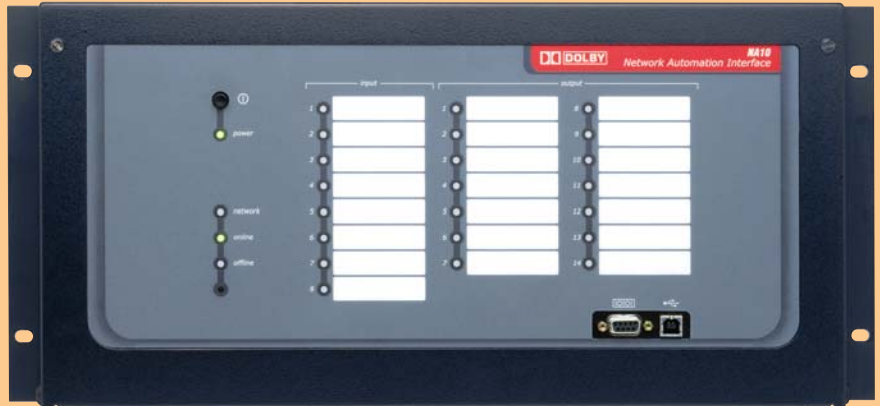 DOLBY
NA10
Network Automation Interface
input
output
power
network
online
offline
1
2
3
4
5
6
7
8
1
2
3
4
5
6
7
8
9
10
11
12
13
14